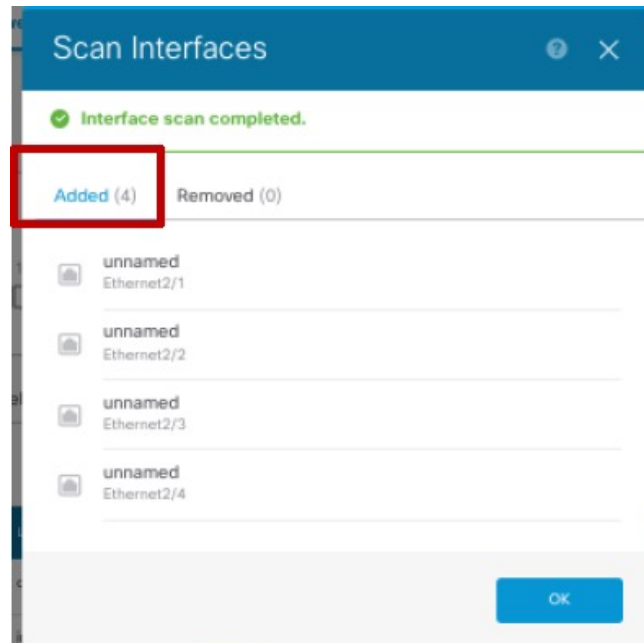 Scan Interfaces
Interface scan completed.
Added (4) Removed (0)
unnamed
Ethernet2/1
unnamed
Ethernet2/2
unnamed
Ethernet2/3
unnamed
Ethernet2/4
OK